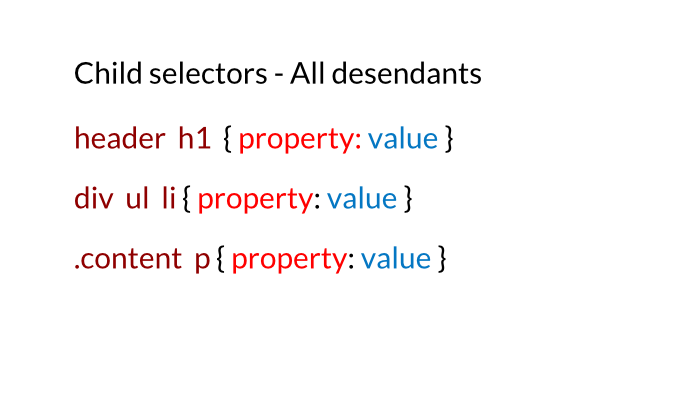 Child selectors - All desendants
header h1 { property: value }
div ul li { property: value }
.content p { property: value }